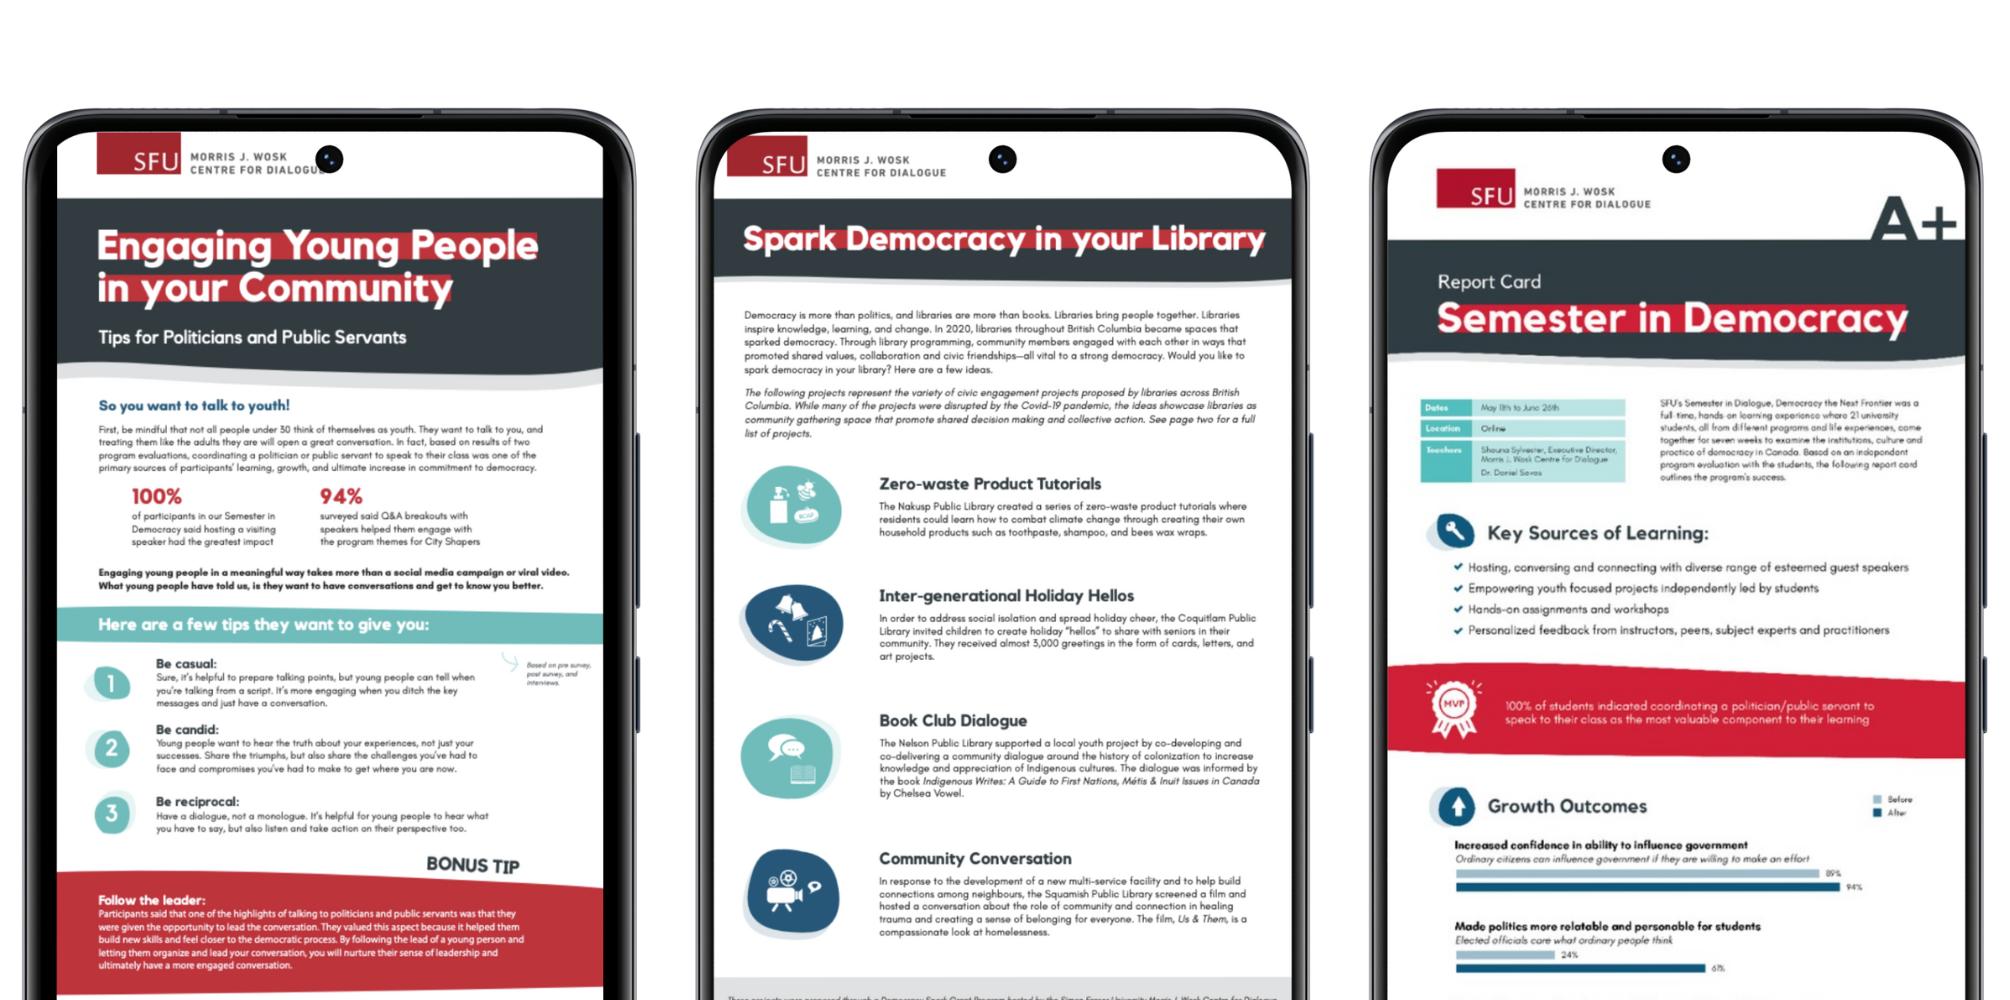 SFU
MORRIS J. WOSK
CENTRE FOR DIALOGUE
Engaging Young People
in your Community
Tips for Politicians and Public Servants
So you want to talk to youth!
First, be mindful that not all people under 30 think of themselves as youth. They want to talk to you, and
treating them like the adults they are will open a great conversation. In fact, based on results of two
program evaluations, coordinating a politician or public servant to speak to their class was one of the
primary sources of participants' learning, growth, and ultimate increase in commitment to democracy.
100%
of participants in our Semester in
Democracy said hosting a visiting
speaker had the greatest impact
94%
surveyed said Q&A breakouts with
speakers helped them engage with
the program themes for City Shapers
Engaging young people in a meaningful way takes more than a social media campaign or viral video.
What young people have told us, is they want to have conversations and get to know you better.
Here are a few tips they want to give you:
Based on pre survey,
post survey, and
interviews.
1
Be casual:
Sure, it's helpful to prepare talking points, but young people can tell when
you're talking from a script. It's more engaging when you ditch the key
messages and just have a conversation.
2
Be candid:
Young people want to hear the truth about your experiences, not just your
successes. Share the triumphs, but also share the challenges you've had to
face and compromises you've had to make to get where you are now.
3
Be reciprocal:
Have a dialogue, not a monologue. It's helpful for young people to hear what
you have to say, but also listen and take action on their perspective too.
BONUS TIP
Follow the leader:
Participants said that one of the highlights of talking to politicians and public servants was that they
were given the opportunity to lead the conversation. They valued this aspect because it helped them
build new skills and feel closer to the democratic process. By following the lead of a young person and
letting them organize and lead your conversation, you will nurture their sense of leadership and
ultimately have a more engaged conversation.
SFU
MORRIS J. WOSK
CENTRE FOR DIALOGUE
Spark Democracy in your Library
Democracy is more than politics, and libraries are more than books. Libraries bring people together. Libraries
inspire knowledge, learning, and change. In 2020, libraries throughout British Columbia became spaces that
sparked democracy. Through library programming, community members engaged with each other in ways that
promoted shared values, collaboration and civic friendships—all vital to a strong democracy. Would you like to
spark democracy in your library? Here are a few ideas.
The following projects represent the variety of civic engagement projects proposed by libraries across British
Columbia. While many of the projects were disrupted by the Covid-19 pandemic, the ideas showcase libraries as
community gathering space that promote shared decision making and collective action. See page two for a full
list of projects.
SOAP
Zero-waste Product Tutorials
The Nakusp Public Library created a series of zero-waste product tutorials where
residents could learn how to combat climate change through creating their own
household products such as toothpaste, shampoo, and bees wax wraps.
Inter-generational Holiday Hellos
In order to address social isolation and spread holiday cheer, the Coquitlam Public
Library invited children to create holiday "hellos" to share with seniors in their
community. They received almost 3,000 greetings in the form of cards, letters, and
art projects.
Book Club Dialogue
The Nelson Public Library supported a local youth project by co-developing and
co-delivering a community dialogue around the history of colonization to increase
knowledge and appreciation of Indigenous cultures. The dialogue was informed by
the book Indigenous Writes: A Guide to First Nations, Métis & Inuit Issues in Canada
by Chelsea Vowel.
Community Conversation
In response to the development of a new multi-service facility and to help build
connections among neighbours, the Squamish Public Library screened a film and
hosted a conversation about the role of community and connection in healing
trauma and creating a sense of belonging for everyone. The film, Us & Them, is a
compassionate look at homelessness.
These projects were proposed through a Democracy Spark Grant Program hosted by the Simon Fraser University Morris J. Wosk Centre for Dialogue
SFU
MORRIS J. WOSK
CENTRE FOR DIALOGUE
A+
Report Card
Semester in Democracy
Dates
May 11th to June 26th
Location
Online
Teachers
Shauna Sylvester, Executive Director,
Morris J. Wosk Centre for Dialogue
Dr. Daniel Savas
SFU's Semester in Dialogue, Democracy the Next Frontier was a
full-time, hands-on learning experience where 21 university
students, all from different programs and life experiences, came
together for seven weeks to examine the institutions, culture and
practice of democracy in Canada. Based on an independent
program evaluation with the students, the following report card
outlines the program's success.
Key Sources of Learning:
Hosting, conversing and connecting with diverse range of esteemed guest speakers
Empowering youth focused projects independently led by students
Hands-on assignments and workshops
Personalized feedback from instructors, peers, subject experts and practitioners
MVP
100% of students indicated coordinating a politician/public servant to
speak to their class as the most valuable component to their learning
Growth Outcomes
Before
After
Increased confidence in ability to influence government
Ordinary citizens can influence government if they are willing to make an effort
89%
94%
Made politics more relatable and personable for students
Elected officials care what ordinary people think
24%
61%